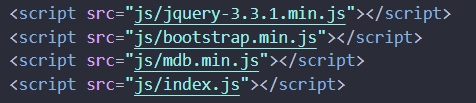 <script src="js/jquery-3.3.1.min.js"></script>
<script src="js/bootstrap.min.js"></script>
<script src="js/mdb.min.js"></script>
<script src="js/index.js"></script>